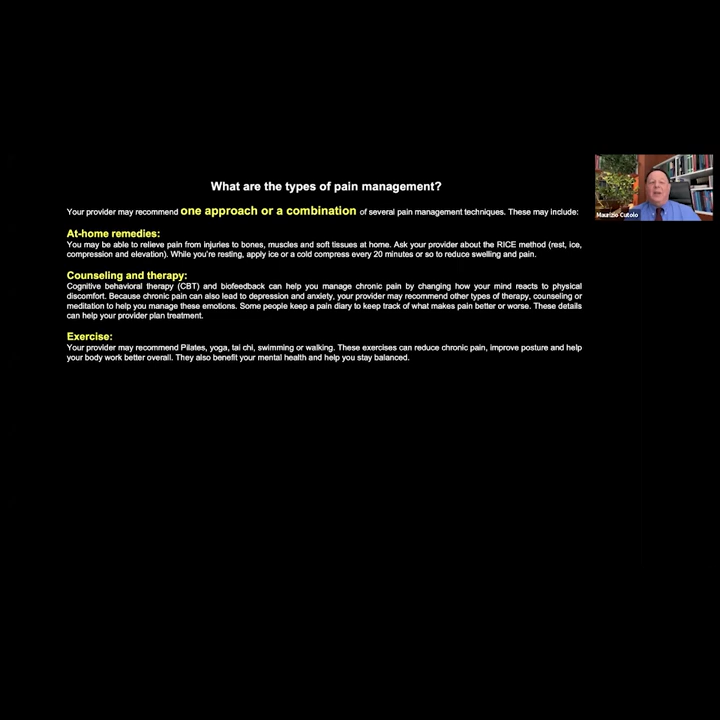 What are the types of pain management?
Your provider may recommend one approach or a combination of several pain management techniques. These may include:
At-home remedies:
You may be able to relieve pain from injuries to bones, muscles and soft tissues at home. Ask your provider about the RICE method (rest, ice,
compression and elevation). While you're resting, apply ice or a cold compress every 20 minutes or so to reduce swelling and pain.
Counseling and therapy:
Cognitive behavioral therapy (CBT) and biofeedback can help you manage chronic pain by changing how your mind reacts to physical
discomfort. Because chronic pain can also lead to depression and anxiety, your provider may recommend other types of therapy, counseling or
meditation to help you manage these emotions. Some people keep a pain diary to keep track of what makes pain better or worse. These details
can help your provider plan treatment.
Exercise:
Your provider may recommend Pilates, yoga, tai chi, swimming or walking. These exercises can reduce chronic pain, improve posture and help
your body work better overall. They also benefit your mental health and help you stay balanced.
Maurizio Cutolo